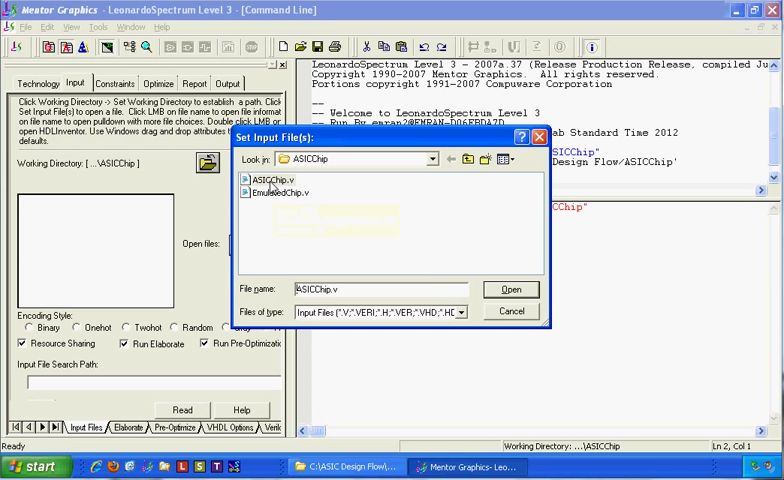 Mentor Graphics - LeonardoSpectrum Level 3 - [Command Line]
File Edit View Tools Window Help
Technology Input Constraints Optimize Report Output
Click Working Directory -> Set Working Directory to establish a path. Click
Set Input File(s) to open a file. Click LMB on file name to open file informat
on file name to open pulldown with more file choices. Double click LMB on
open HDLInventor. Use Windows drag and drop attributes t
defaults.
Working Directory: [ ...\ASICChip ]
Open files:
Encoding Style:
Binary Onehot Twohot Random Gray
Resource Sharing Run Elaborate Run Pre-Optimizatio
Input File Search Path:
Read Help
Input Files Elaborate Pre-Optimize VHDL Options
LeonardoSpectrum Level 3 - 2007a.37 (Release Production Release, compiled Ju
Copyright 1990-2007 Mentor Graphics. All rights reserved.
Portions copyright 1991-2007 Compuware Corporation
--
-- Welcome to LeonardoSpectrum Level 3
-- Run By
ab Standard Time 2012
ASICChip"
Design Flow/ASICChip'
CChip"
Set Input File(s):
Look in: ASICChip
ASICChip.v
EmulatedChip.v
File name: ASICChip.v Open
Files of type: Input Files (*.V;*.VERI;*.H;*.VER;*.VHD;*.HD Cancel
Ready Working Directory: ...\ASICChip Ln 2, Col 1
start C:\ASIC Design Flow\... Mentor Graphics- Leo...